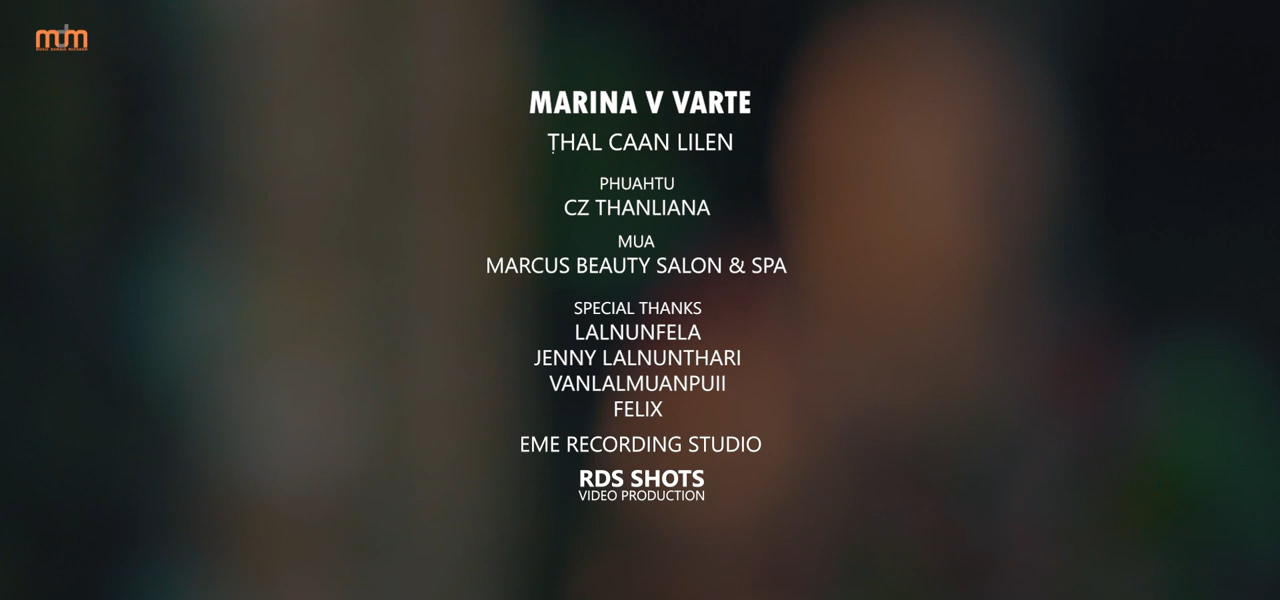 mdm
MARINA V VARTE
ṬHAL CAAN LILEN
PHUAHTU
CZ THANLIANA
MUA
MARCUS BEAUTY SALON & SPA
SPECIAL THANKS
LALNUNFELA
JENNY LALNUNTHARI
VANLALMUANPUII
FELIX
EME RECORDING STUDIO
RDS SHOTS
VIDEO PRODUCTION